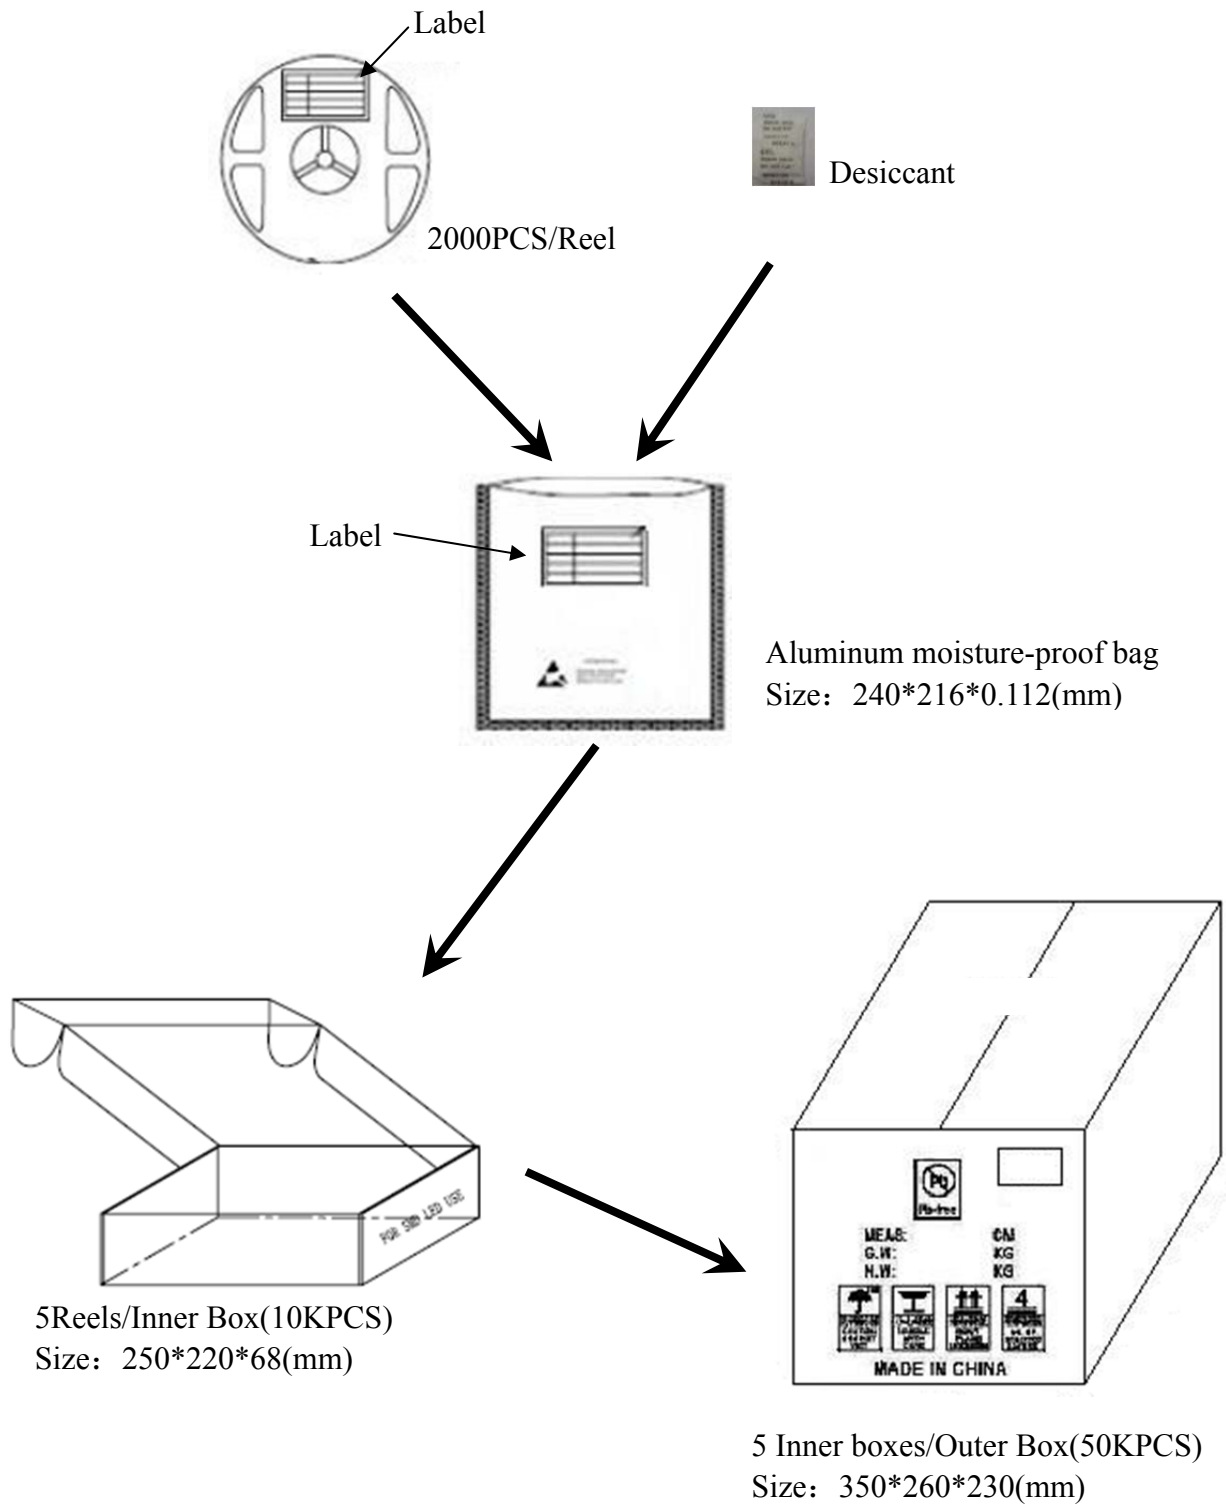 Label
Desiccant
2000PCS/Reel
Label
Aluminum moisture-proof bag
Size：240*216*0.112(mm)
FOR SMD LED USE
Pb
Pb-free
MEAS: CM
G.W: KG
N.W: KG
4
MADE IN CHINA
5Reels/Inner Box(10KPCS)
Size：250*220*68(mm)
5 Inner boxes/Outer Box(50KPCS)
Size：350*260*230(mm)